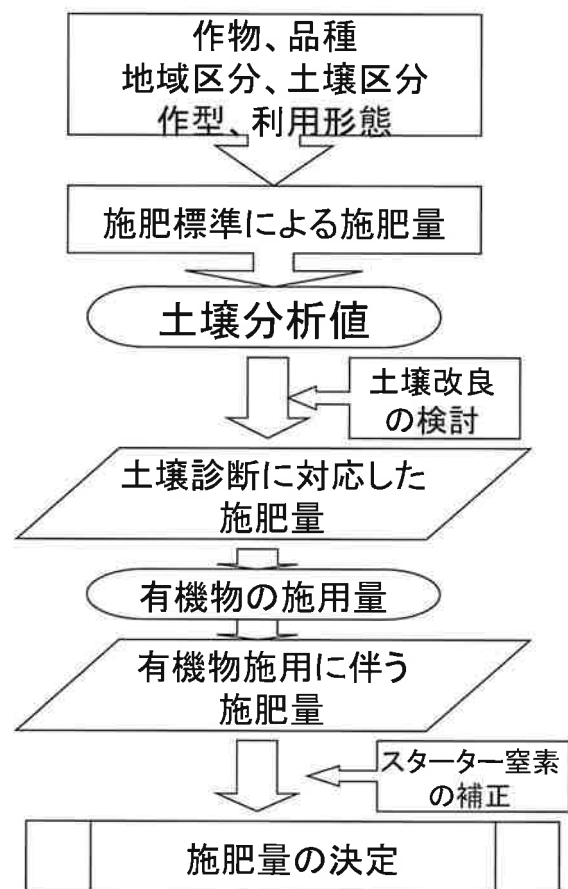 作物、品種
地域区分、土壌区分
作型、利用形態
施肥標準による施肥量
土壌分析値
土壌改良
の検討
土壌診断に対応した
施肥量
有機物の施用量
有機物施用に伴う
施肥量
スターター窒素
の補正
施肥量の決定